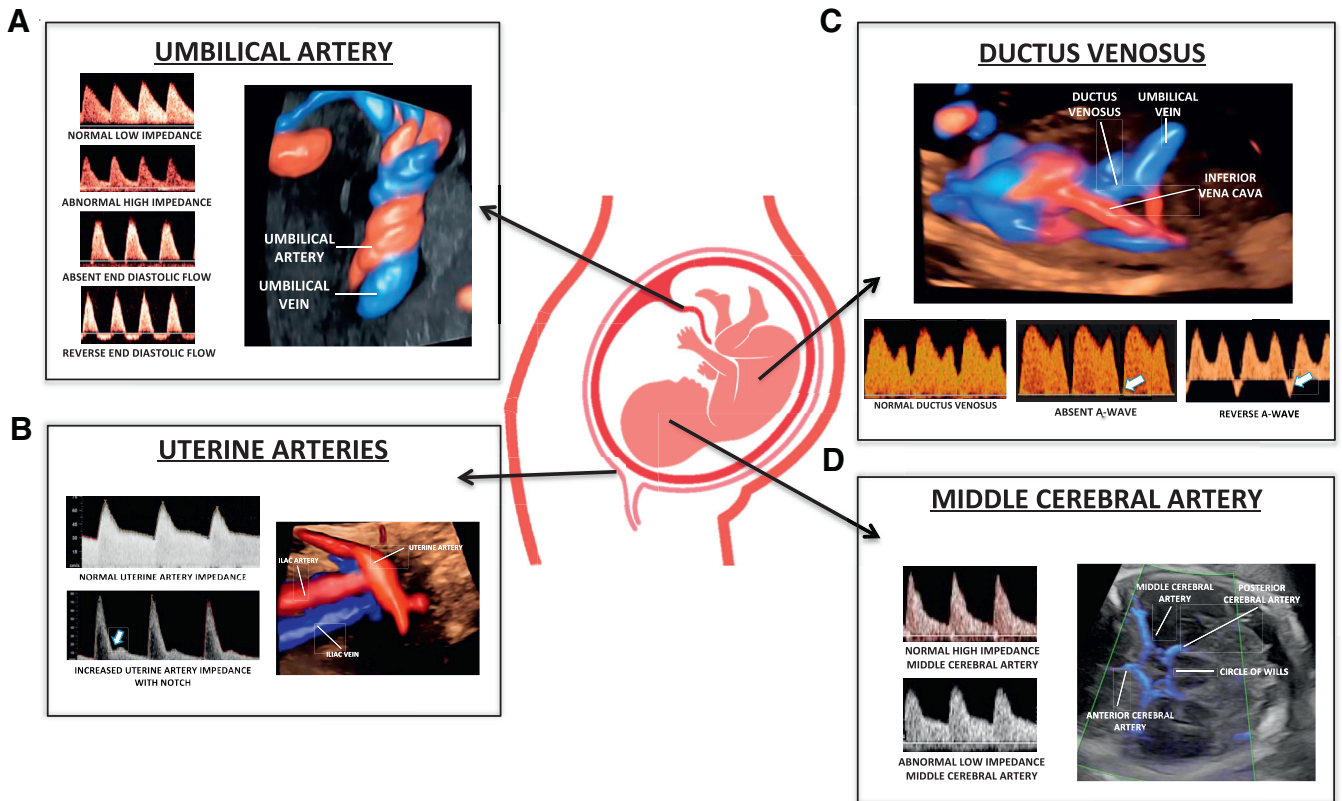 A
UMBILICAL ARTERY
NORMAL LOW IMPEDANCE
ABNORMAL HIGH IMPEDANCE
ABSENT END DIASTOLIC FLOW
REVERSE END DIASTOLIC FLOW
UMBILICAL
ARTERY
UMBILICAL
VEIN
B
UTERINE ARTERIES
NORMAL UTERINE ARTERY IMPEDANCE
INCREASED UTERINE ARTERY IMPEDANCE
WITH NOTCH
UTERINE ARTERY
ILAC ARTERY
ILIAC VEIN
C
DUCTUS VENOSUS
DUCTUS
VENOSUS
UMBILICAL
VEIN
INFERIOR
VENA CAVA
NORMAL DUCTUS VENOSUS
ABSENT A-WAVE
REVERSE A-WAVE
D
MIDDLE CEREBRAL ARTERY
NORMAL HIGH IMPEDANCE
MIDDLE CEREBRAL ARTERY
ABNORMAL LOW IMPEDANCE
MIDDLE CEREBRAL ARTERY
MIDDLE CEREBRAL
ARTERY
POSTERIOR
CEREBRAL ARTERY
CIRCLE OF WILLS
ANTERIOR CEREBRAL
ARTERY